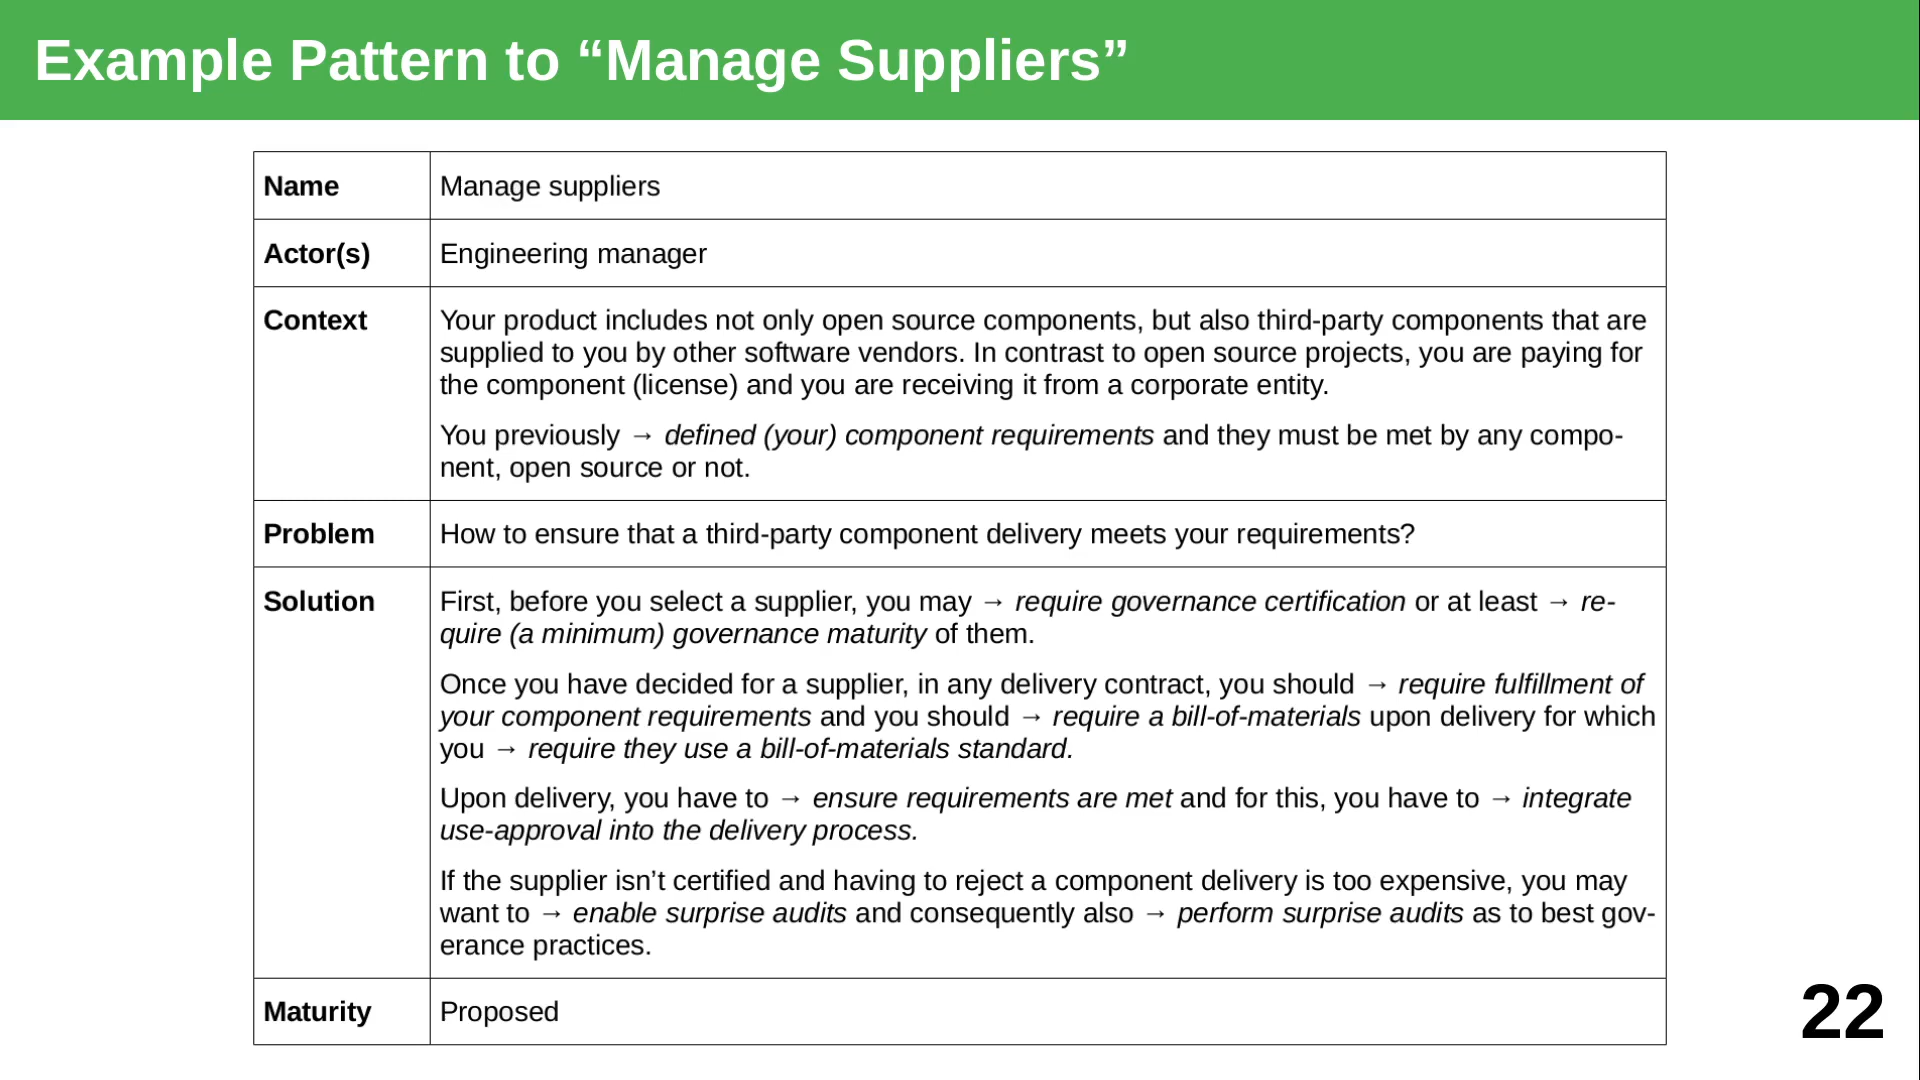 Example Pattern to “Manage Suppliers”
Name
Manage suppliers
Actor(s)
Engineering manager
Context
Your product includes not only open source components, but also third-party components that are
supplied to you by other software vendors. In contrast to open source projects, you are paying for
the component (license) and you are receiving it from a corporate entity.
You previously → defined (your) component requirements and they must be met by any compo-
nent, open source or not.
Problem
How to ensure that a third-party component delivery meets your requirements?
Solution
First, before you select a supplier, you may → require governance certification or at least → re-
quire (a minimum) governance maturity of them.
Once you have decided for a supplier, in any delivery contract, you should → require fulfillment of
your component requirements and you should → require a bill-of-materials upon delivery for which
you → require they use a bill-of-materials standard.
Upon delivery, you have to → ensure requirements are met and for this, you have to → integrate
use-approval into the delivery process.
If the supplier isn’t certified and having to reject a component delivery is too expensive, you may
want to → enable surprise audits and consequently also → perform surprise audits as to best gov-
erance practices.
Maturity
Proposed
22